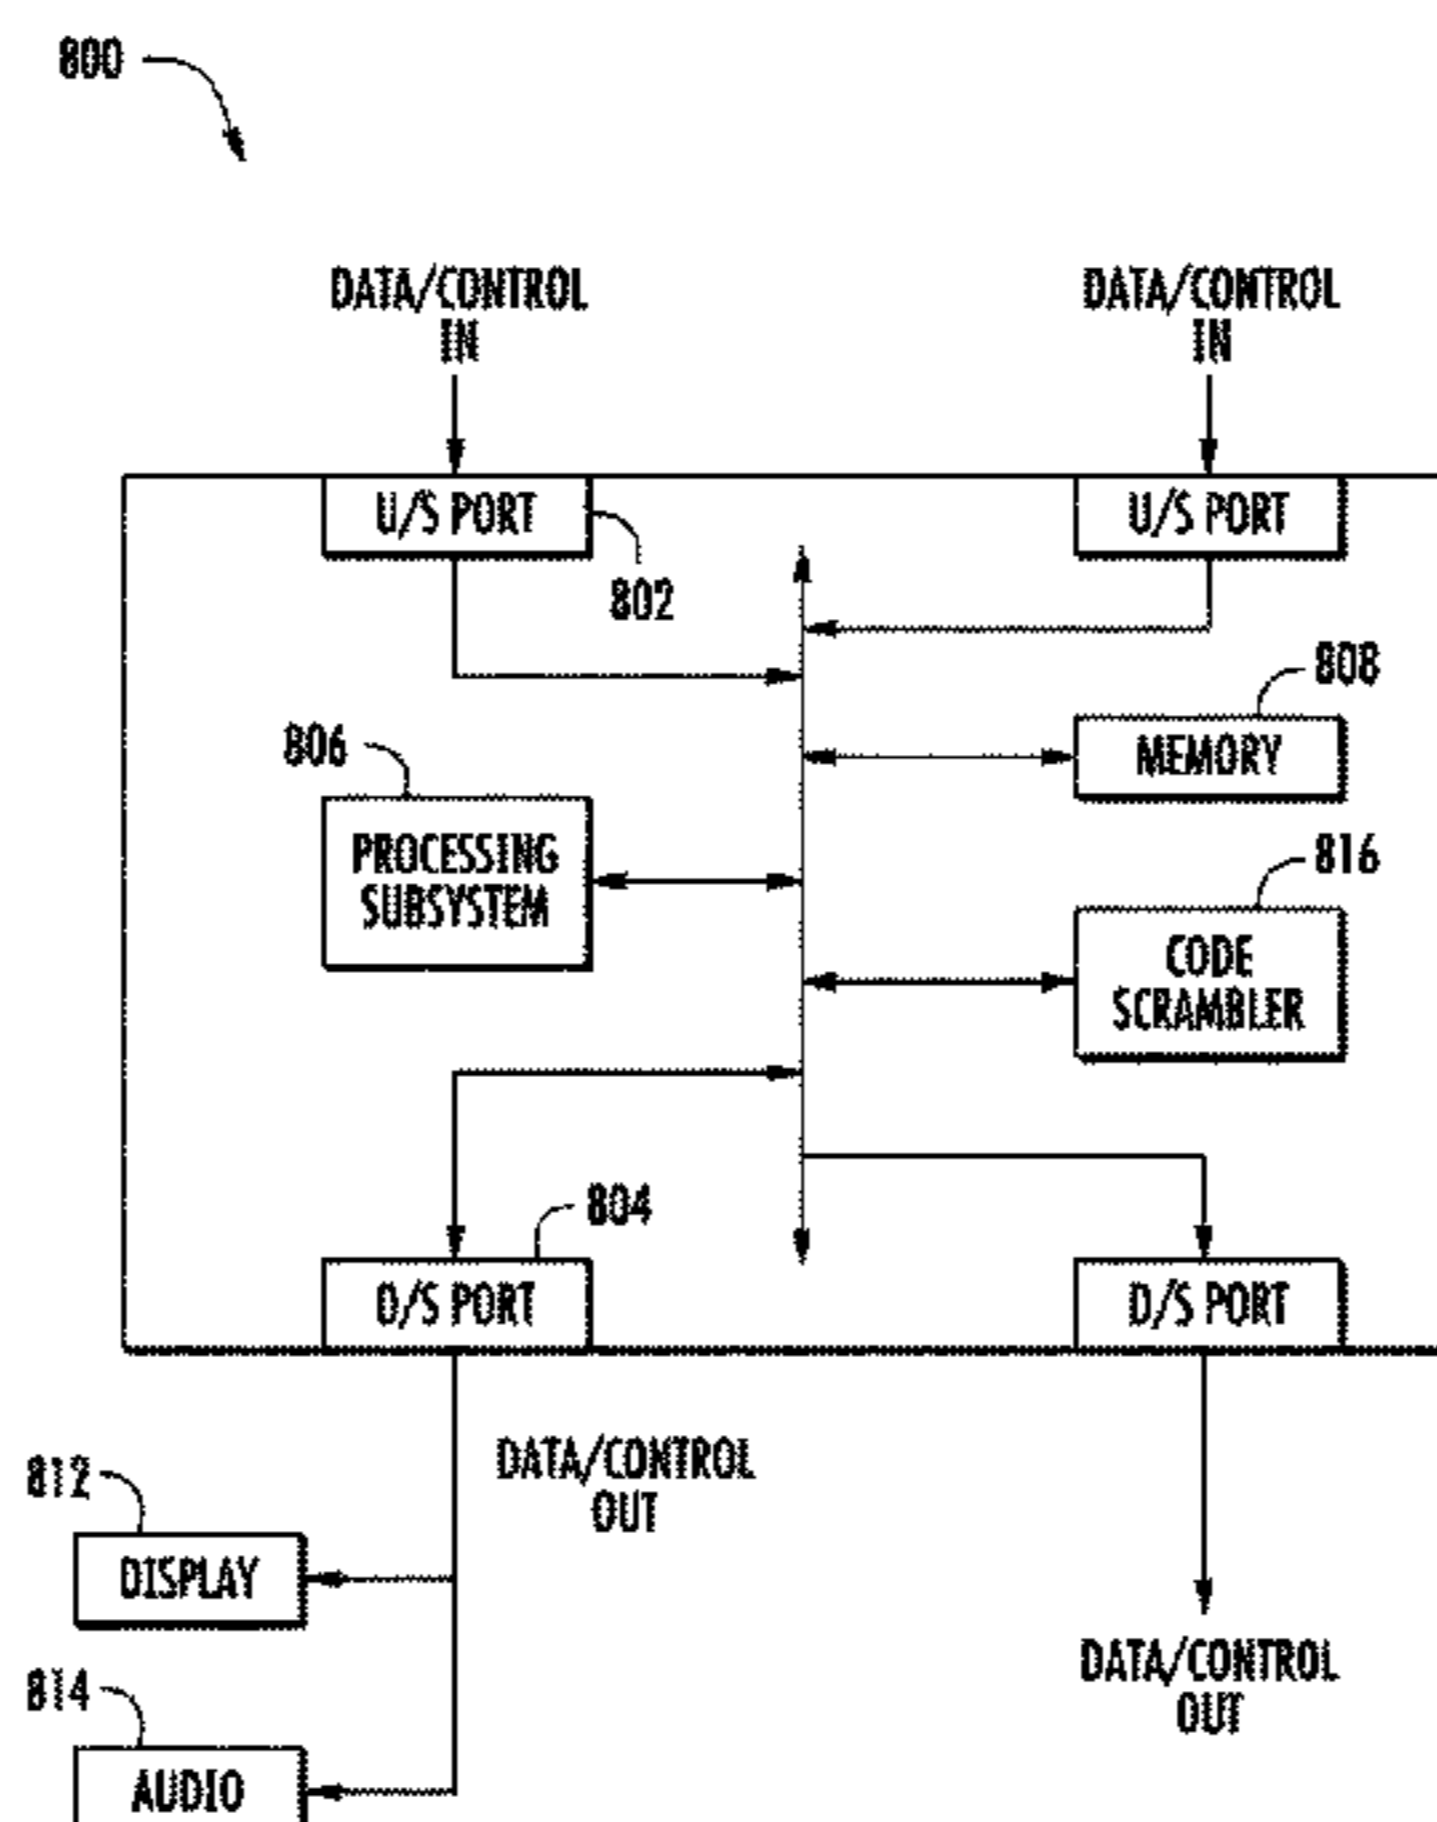 800
DATA/CONTROL
IN
DATA/CONTROL
IN
U/S PORT
802
U/S PORT
808
MEMORY
806
PROCESSING
SUBSYSTEM
816
CODE
SCRAMBLER
804
D/S PORT
D/S PORT
DATA/CONTROL
OUT
812
DISPLAY
DATA/CONTROL
OUT
814
AUDIO